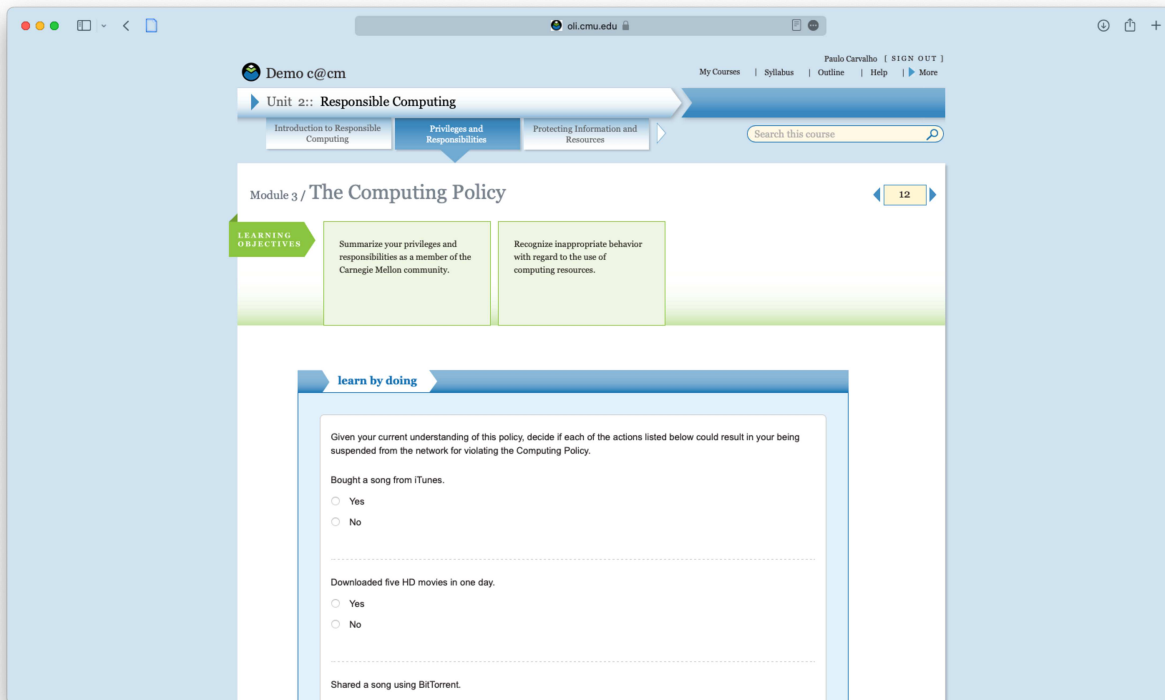 oli.cmu.edu
Paulo Carvalho [ SIGN OUT ]
Demo c@cm
My Courses | Syllabus | Outline | Help | More
Unit 2:: Responsible Computing
Introduction to Responsible
Computing
Privileges and
Responsibilities
Protecting Information and
Resources
Search this course
Module 3 / The Computing Policy
12
LEARNING
OBJECTIVES
Summarize your privileges and
responsibilities as a member of the
Carnegie Mellon community.
Recognize inappropriate behavior
with regard to the use of
computing resources.
learn by doing
Given your current understanding of this policy, decide if each of the actions listed below could result in your being
suspended from the network for violating the Computing Policy.
Bought a song from iTunes.
Yes
No
Downloaded five HD movies in one day.
Yes
No
Shared a song using BitTorrent.